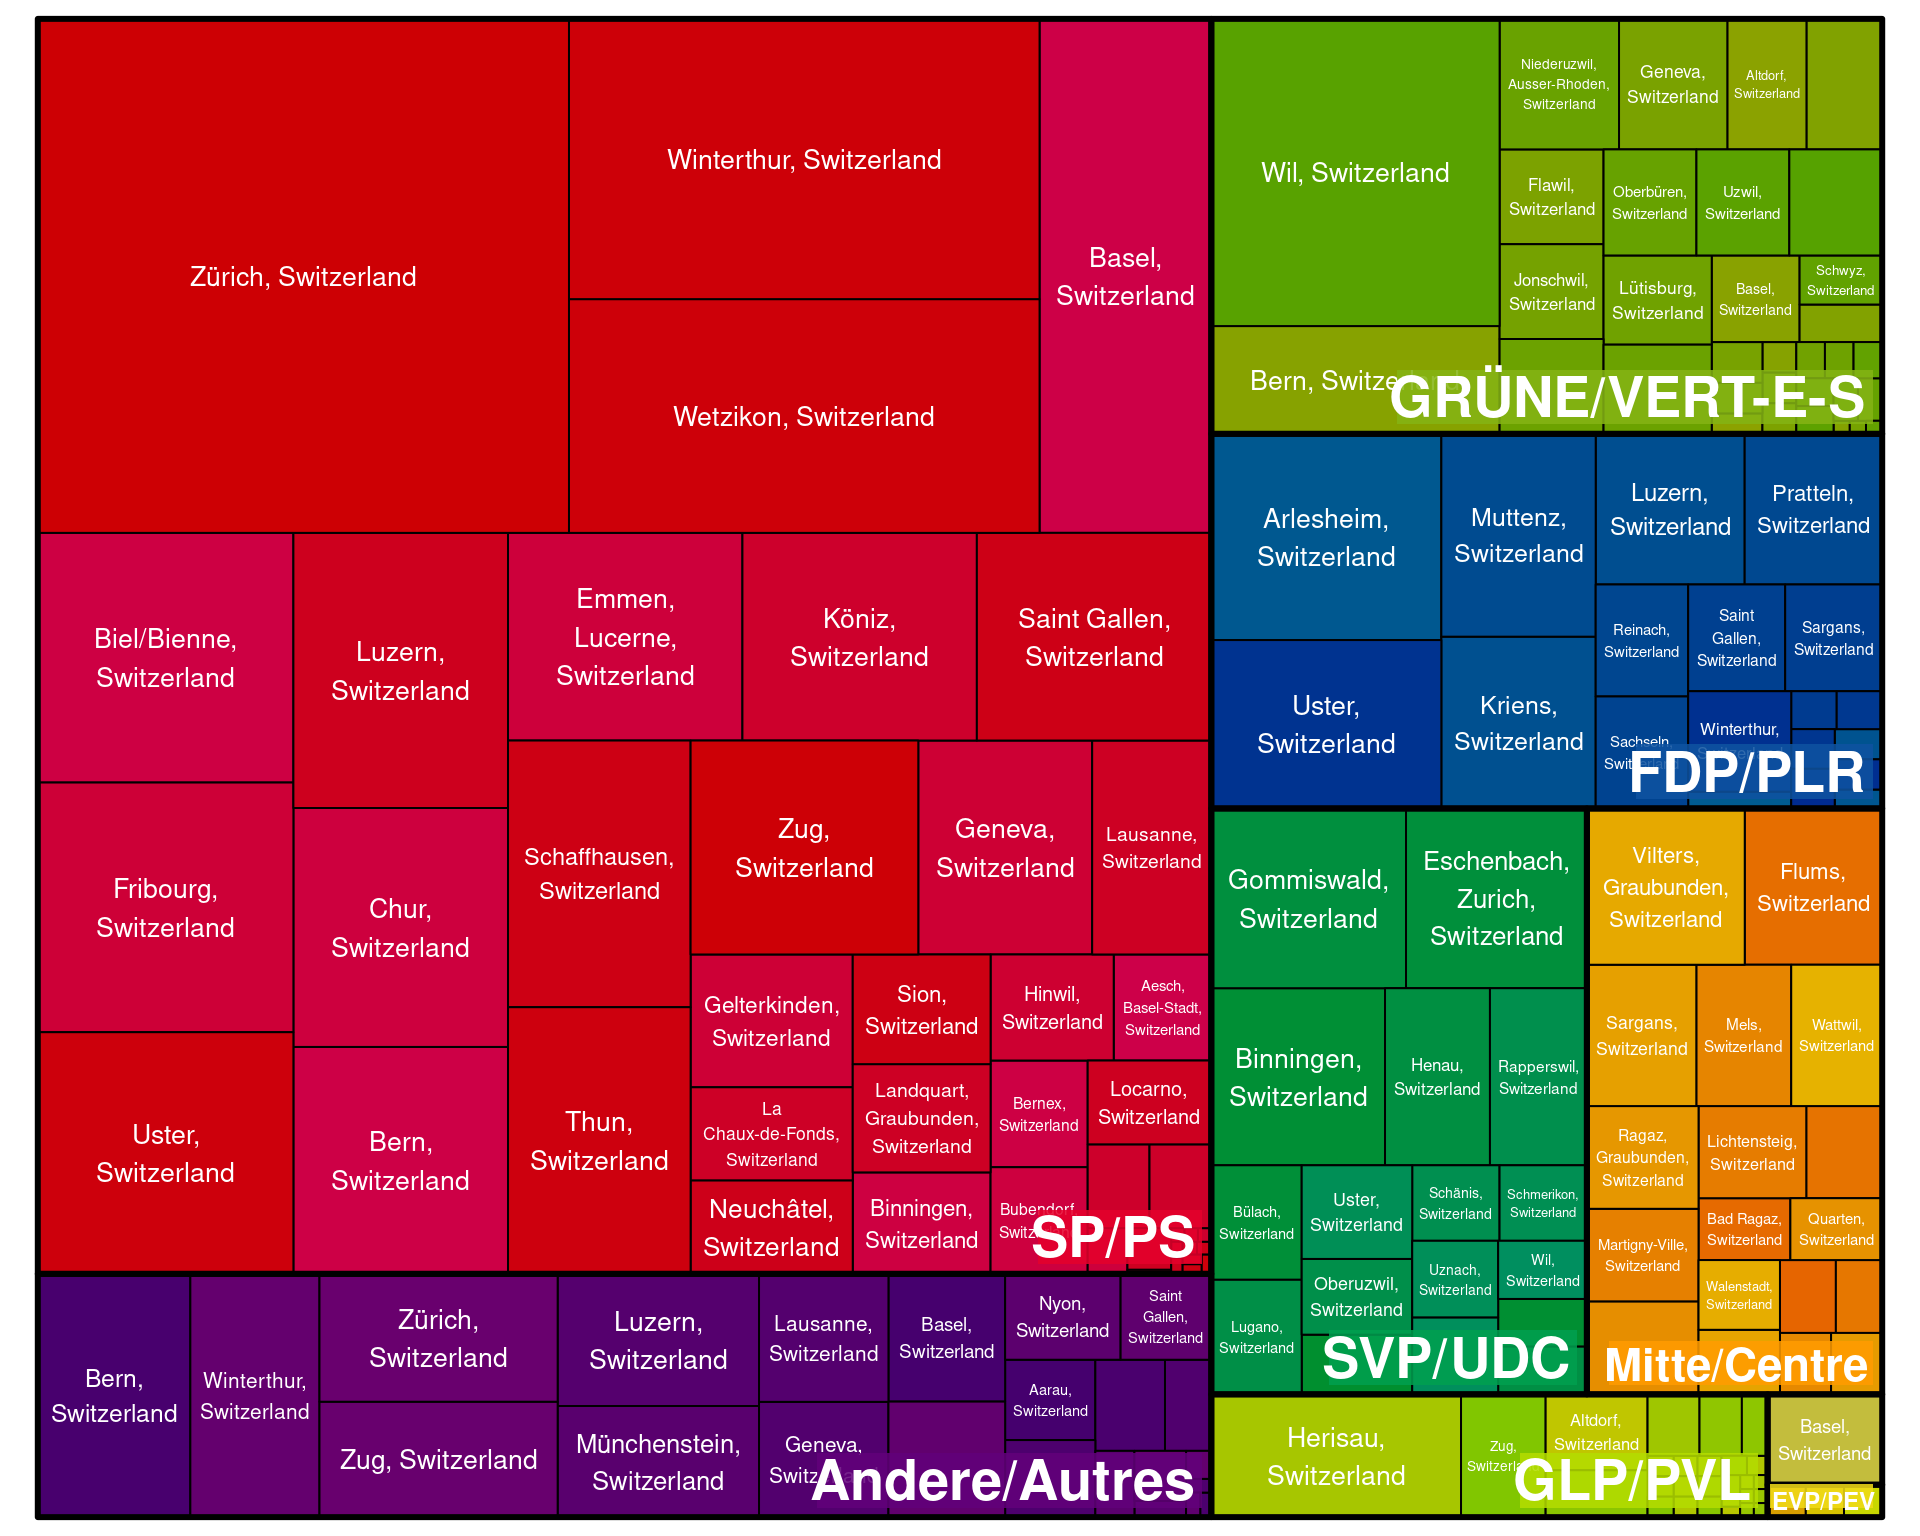 Zürich, Switzerland
Winterthur, Switzerland
Wetzikon, Switzerland
Basel,
Switzerland
Biel/Bienne,
Switzerland
Fribourg,
Switzerland
Uster,
Switzerland
Luzern,
Switzerland
Chur,
Switzerland
Bern,
Switzerland
Emmen,
Lucerne,
Switzerland
Köniz,
Switzerland
Saint Gallen,
Switzerland
Schaffhausen,
Switzerland
Thun,
Switzerland
Zug,
Switzerland
Geneva,
Switzerland
Lausanne,
Switzerland
Gelterkinden,
Switzerland
La
Chaux-de-Fonds,
Switzerland
Neuchâtel,
Switzerland
Sion,
Switzerland
Landquart,
Graubunden,
Switzerland
Binningen,
Switzerland
Hinwil,
Switzerland
Aesch,
Basel-Stadt,
Switzerland
Bernex,
Switzerland
Locarno,
Switzerland
Bubendorf,
SP/PS
Bern,
Switzerland
Winterthur,
Switzerland
Zürich,
Switzerland
Zug, Switzerland
Luzern,
Switzerland
Münchenstein,
Switzerland
Lausanne,
Switzerland
Geneva,
Basel,
Switzerland
Nyon,
Switzerland
Saint
Gallen,
Switzerland
Aarau,
Switzerland
Andere/Autres
Wil, Switzerland
Bern, Switzerland
Niederuzwil,
Ausser-Rhoden,
Switzerland
Geneva,
Switzerland
Altdorf,
Switzerland
Flawil,
Switzerland
Oberbüren,
Switzerland
Uzwil,
Switzerland
Jonschwil,
Switzerland
Lütisburg,
Switzerland
Basel,
Switzerland
Schwyz,
Switzerland
GRÜNE/VERT-E-S
Arlesheim,
Switzerland
Uster,
Switzerland
Muttenz,
Switzerland
Kriens,
Switzerland
Luzern,
Switzerland
Pratteln,
Switzerland
Reinach,
Switzerland
Saint
Gallen,
Switzerland
Sargans,
Switzerland
Sachseln,
Switzerland
Winterthur,
Switzerland
FDP/PLR
Gommiswald,
Switzerland
Eschenbach,
Zurich,
Switzerland
Binningen,
Switzerland
Henau,
Switzerland
Rapperswil,
Switzerland
Bülach,
Switzerland
Lugano,
Switzerland
Uster,
Switzerland
Oberuzwil,
Switzerland
Schänis,
Switzerland
Schmerikon,
Switzerland
Uznach,
Switzerland
Wil,
Switzerland
SVP/UDC
Vilters,
Graubunden,
Switzerland
Flums,
Switzerland
Sargans,
Switzerland
Mels,
Switzerland
Wattwil,
Switzerland
Ragaz,
Graubunden,
Switzerland
Lichtensteig,
Switzerland
Martigny-Ville,
Switzerland
Bad Ragaz,
Switzerland
Quarten,
Switzerland
Walenstadt,
Switzerland
Mitte/Centre
Herisau,
Switzerland
Zug,
Altdorf,
Switzerland
GLP/PVL
Basel,
Switzerland
EVP/PEV